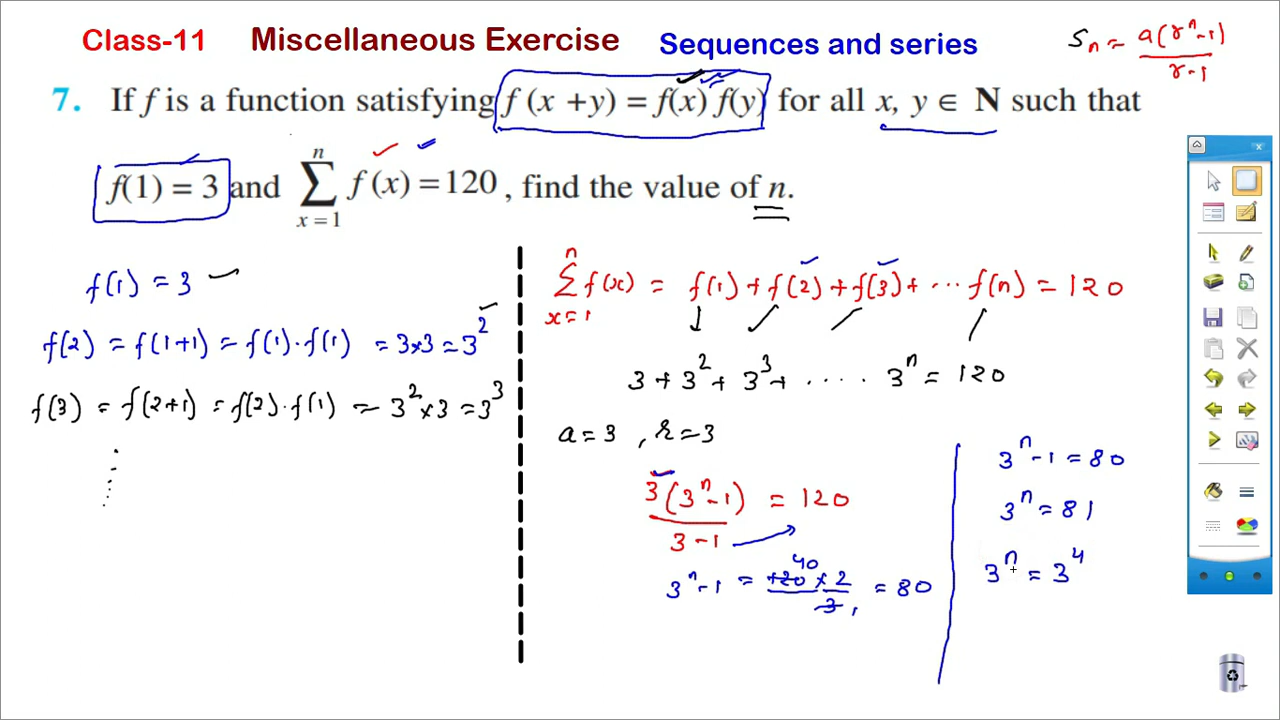 Class-11 Miscellaneous Exercise Sequences and series
Sn = a(r^n-1)/r-1
7. If f is a function satisfying f (x +y) = f(x) f(y) for all x, y ∈ N such that
f(1) = 3 and ∑_{x=1}^{n} f (x) = 120 , find the value of n.
f(1) = 3
f(2) = f(1+1) = f(1)·f(1) = 3×3 = 3^2
f(3) = f(2+1) = f(2)·f(1) = 3^2×3 = 3^3
⋮
∑_{x=1}^{n} f(x) = f(1) + f(2) + f(3) + ··· f(n) = 120
3 + 3^2 + 3^3 + ···· 3^n = 120
a = 3 , r = 3
3(3^n-1)/3-1 = 120
3^n-1 = 120 40 × 2/3 1 = 80
3^n-1 = 80
3^n = 81
3^n = 3^4